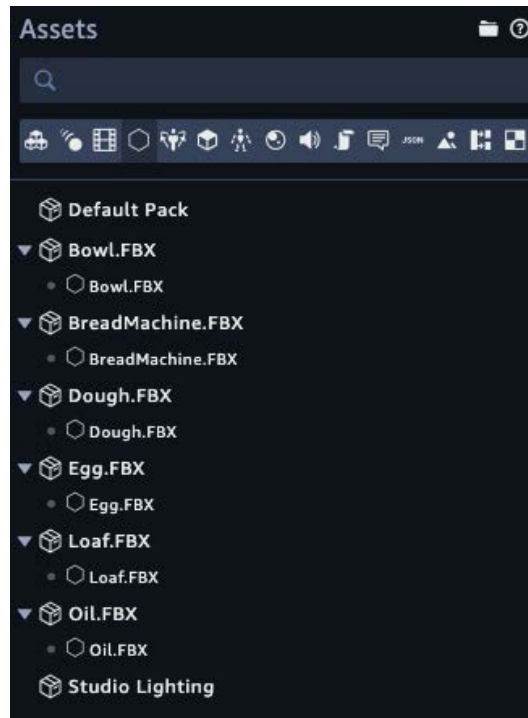 Assets
JSON
Default Pack
Bowl.FBX
Bowl.FBX
BreadMachine.FBX
BreadMachine.FBX
Dough.FBX
Dough.FBX
Egg.FBX
Egg.FBX
Loaf.FBX
Loaf.FBX
Oil.FBX
Oil.FBX
Studio Lighting